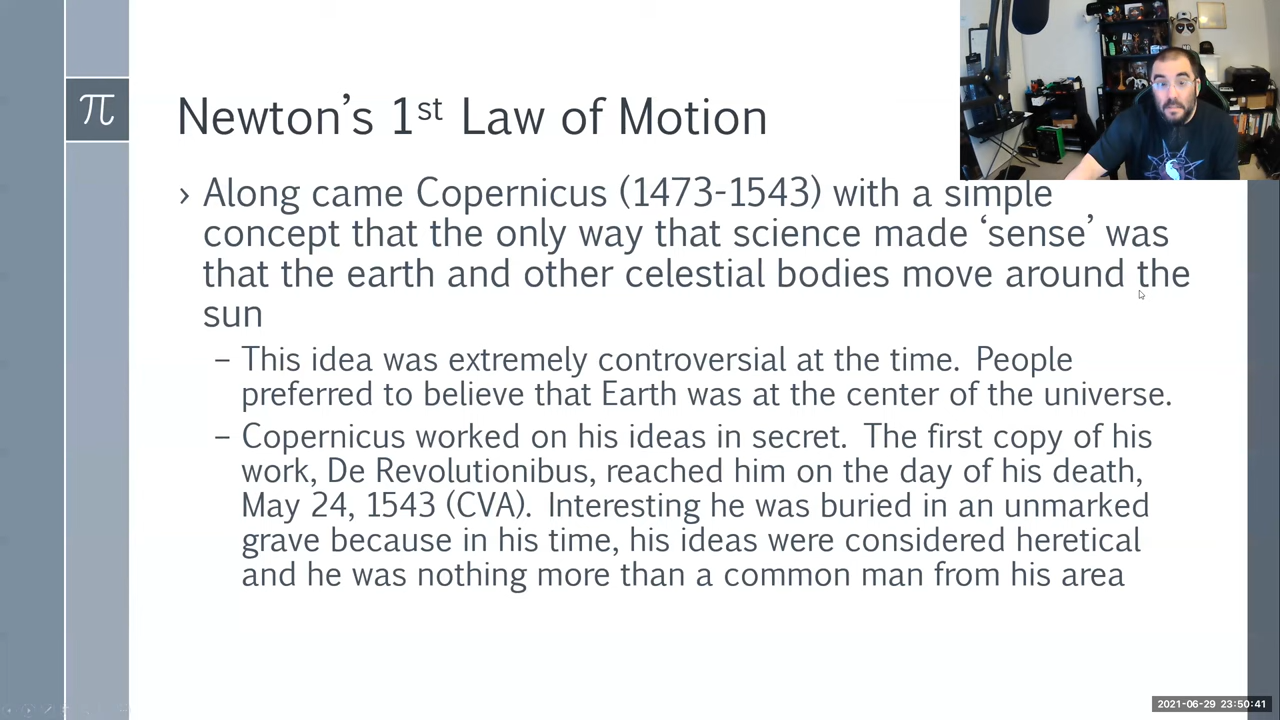 π
Newton’s 1st Law of Motion
› Along came Copernicus (1473-1543) with a simple
concept that the only way that science made ‘sense’ was
that the earth and other celestial bodies move around the
sun
– This idea was extremely controversial at the time.  People
preferred to believe that Earth was at the center of the universe.
– Copernicus worked on his ideas in secret.  The first copy of his
work, De Revolutionibus, reached him on the day of his death,
May 24, 1543 (CVA).  Interesting he was buried in an unmarked
grave because in his time, his ideas were considered heretical
and he was nothing more than a common man from his area
2021-06-29 23:50:41